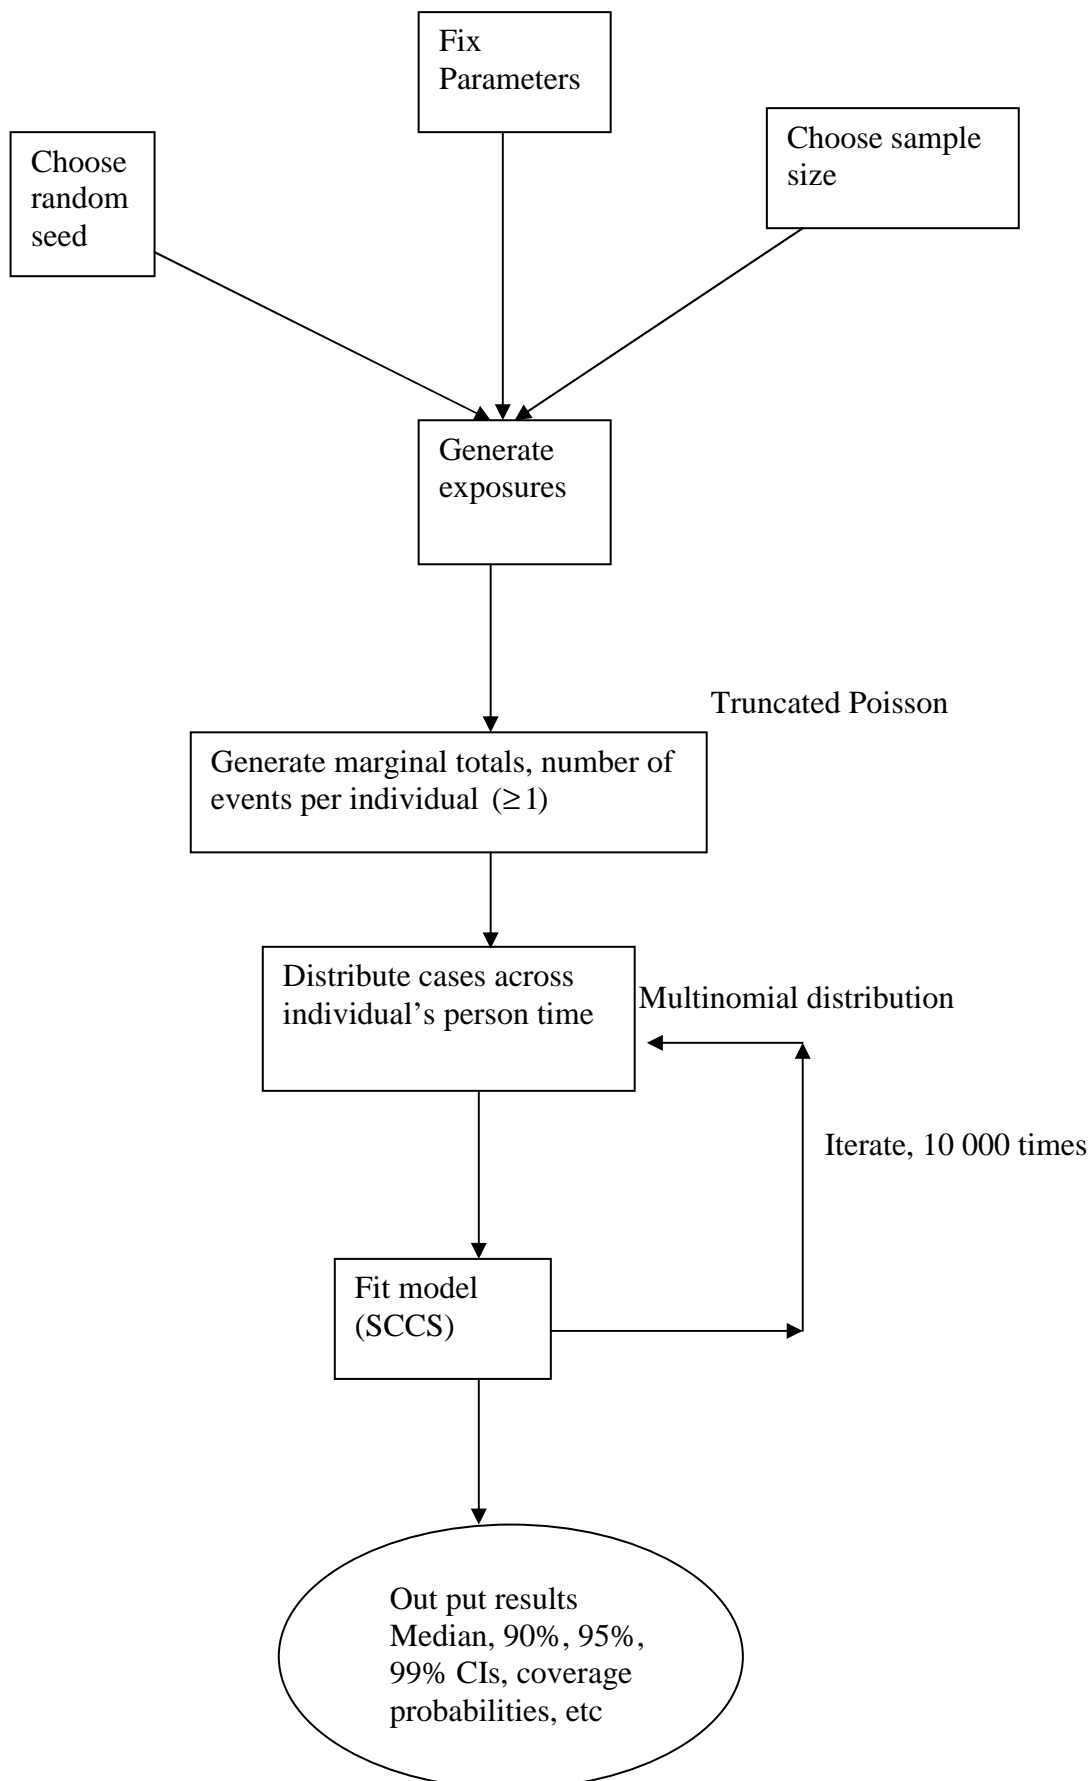 Fix
Parameters
Choose
random
seed
Choose sample
size
Generate
exposures
Truncated Poisson
Generate marginal totals, number of
events per individual (≥1)
Distribute cases across
individual’s person time
Multinomial distribution
Iterate, 10 000 times
Fit model
(SCCS)
Out put results
Median, 90%, 95%,
99% CIs, coverage
probabilities, etc